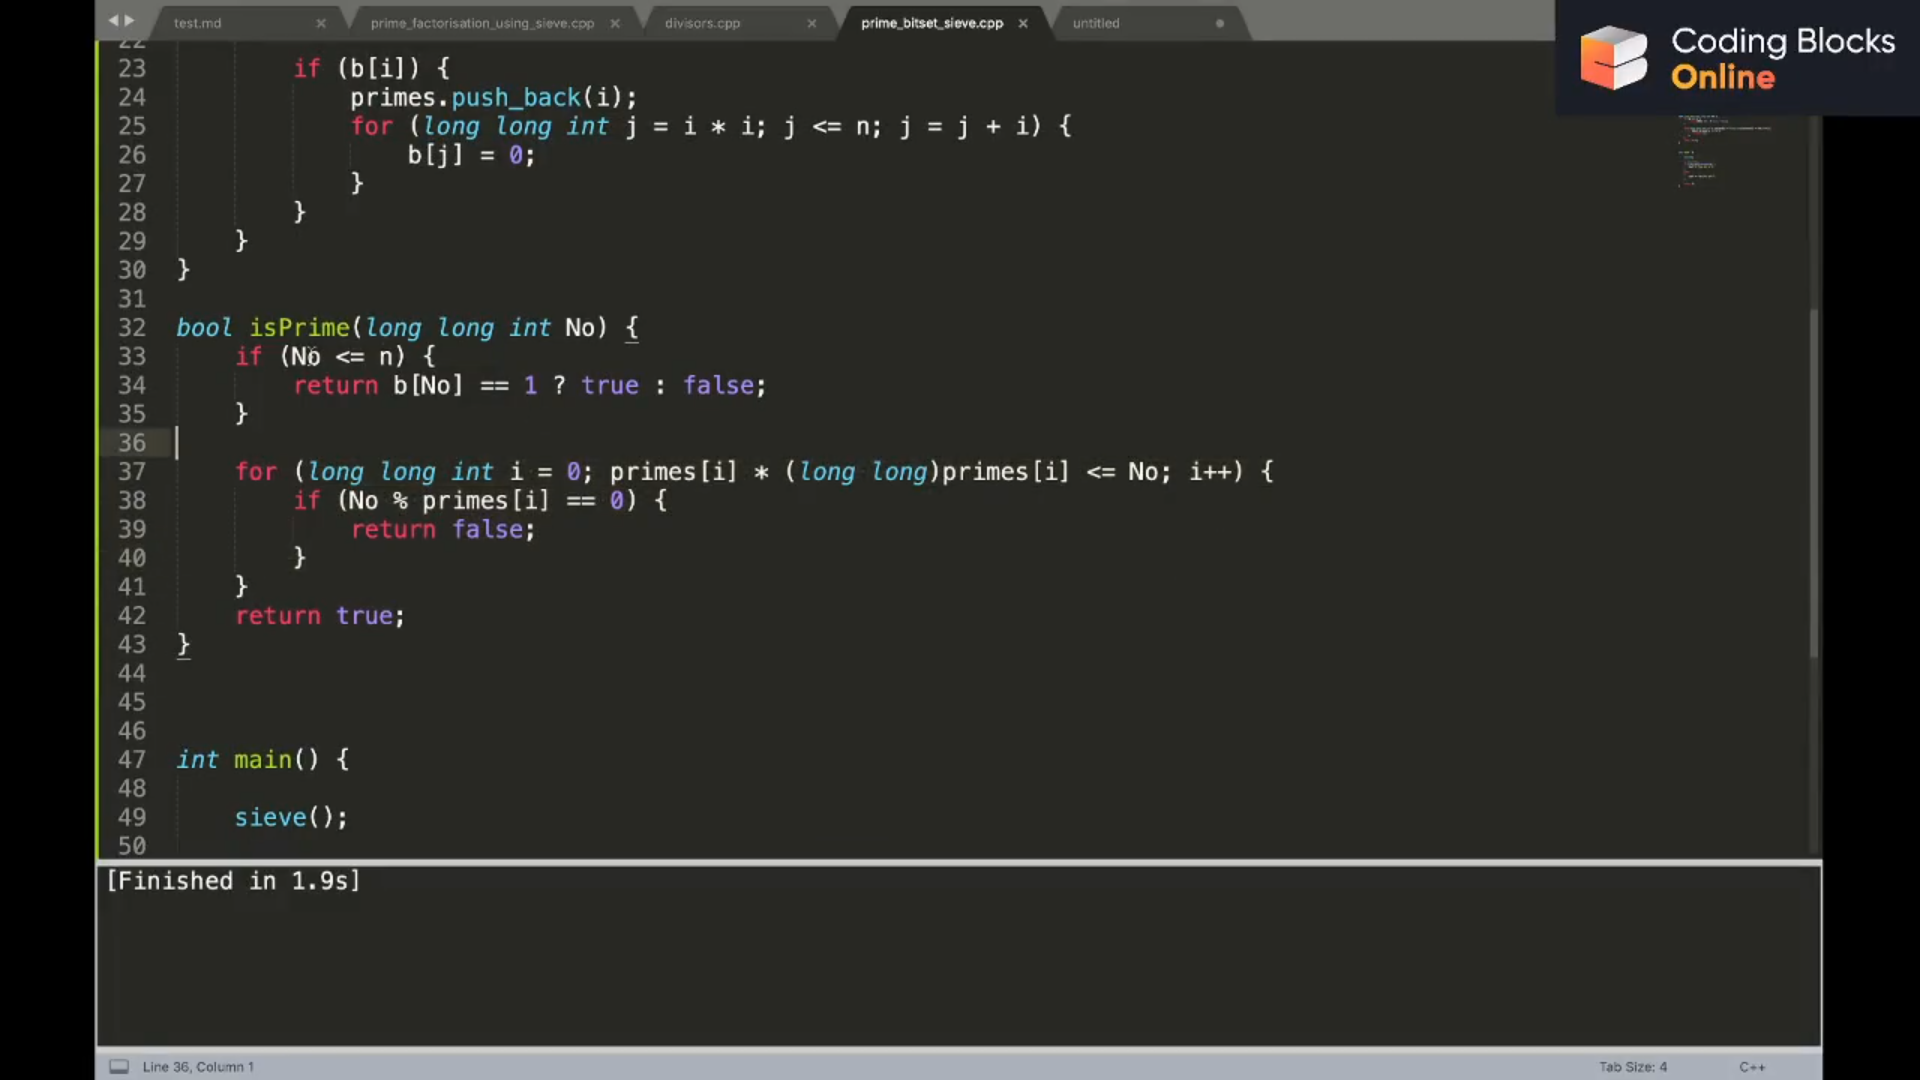 test.md × prime_factorisation_using_sieve.cpp × divisors.cpp × prime_bitset_sieve.cpp × untitled
Coding Blocks
Online
22
23 if (b[i]) {
24 primes.push_back(i);
25 for (long long int j = i * i; j <= n; j = j + i) {
26 b[j] = 0;
27 }
28 }
29 }
30 }
31
32 bool isPrime(long long int No) {
33 if (No <= n) {
34 return b[No] == 1 ? true : false;
35 }
36
37 for (long long int i = 0; primes[i] * (long long)primes[i] <= No; i++) {
38 if (No % primes[i] == 0) {
39 return false;
40 }
41 }
42 return true;
43 }
44
45
46
47 int main() {
48
49 sieve();
50
[Finished in 1.9s]
Line 36, Column 1 Tab Size: 4 C++